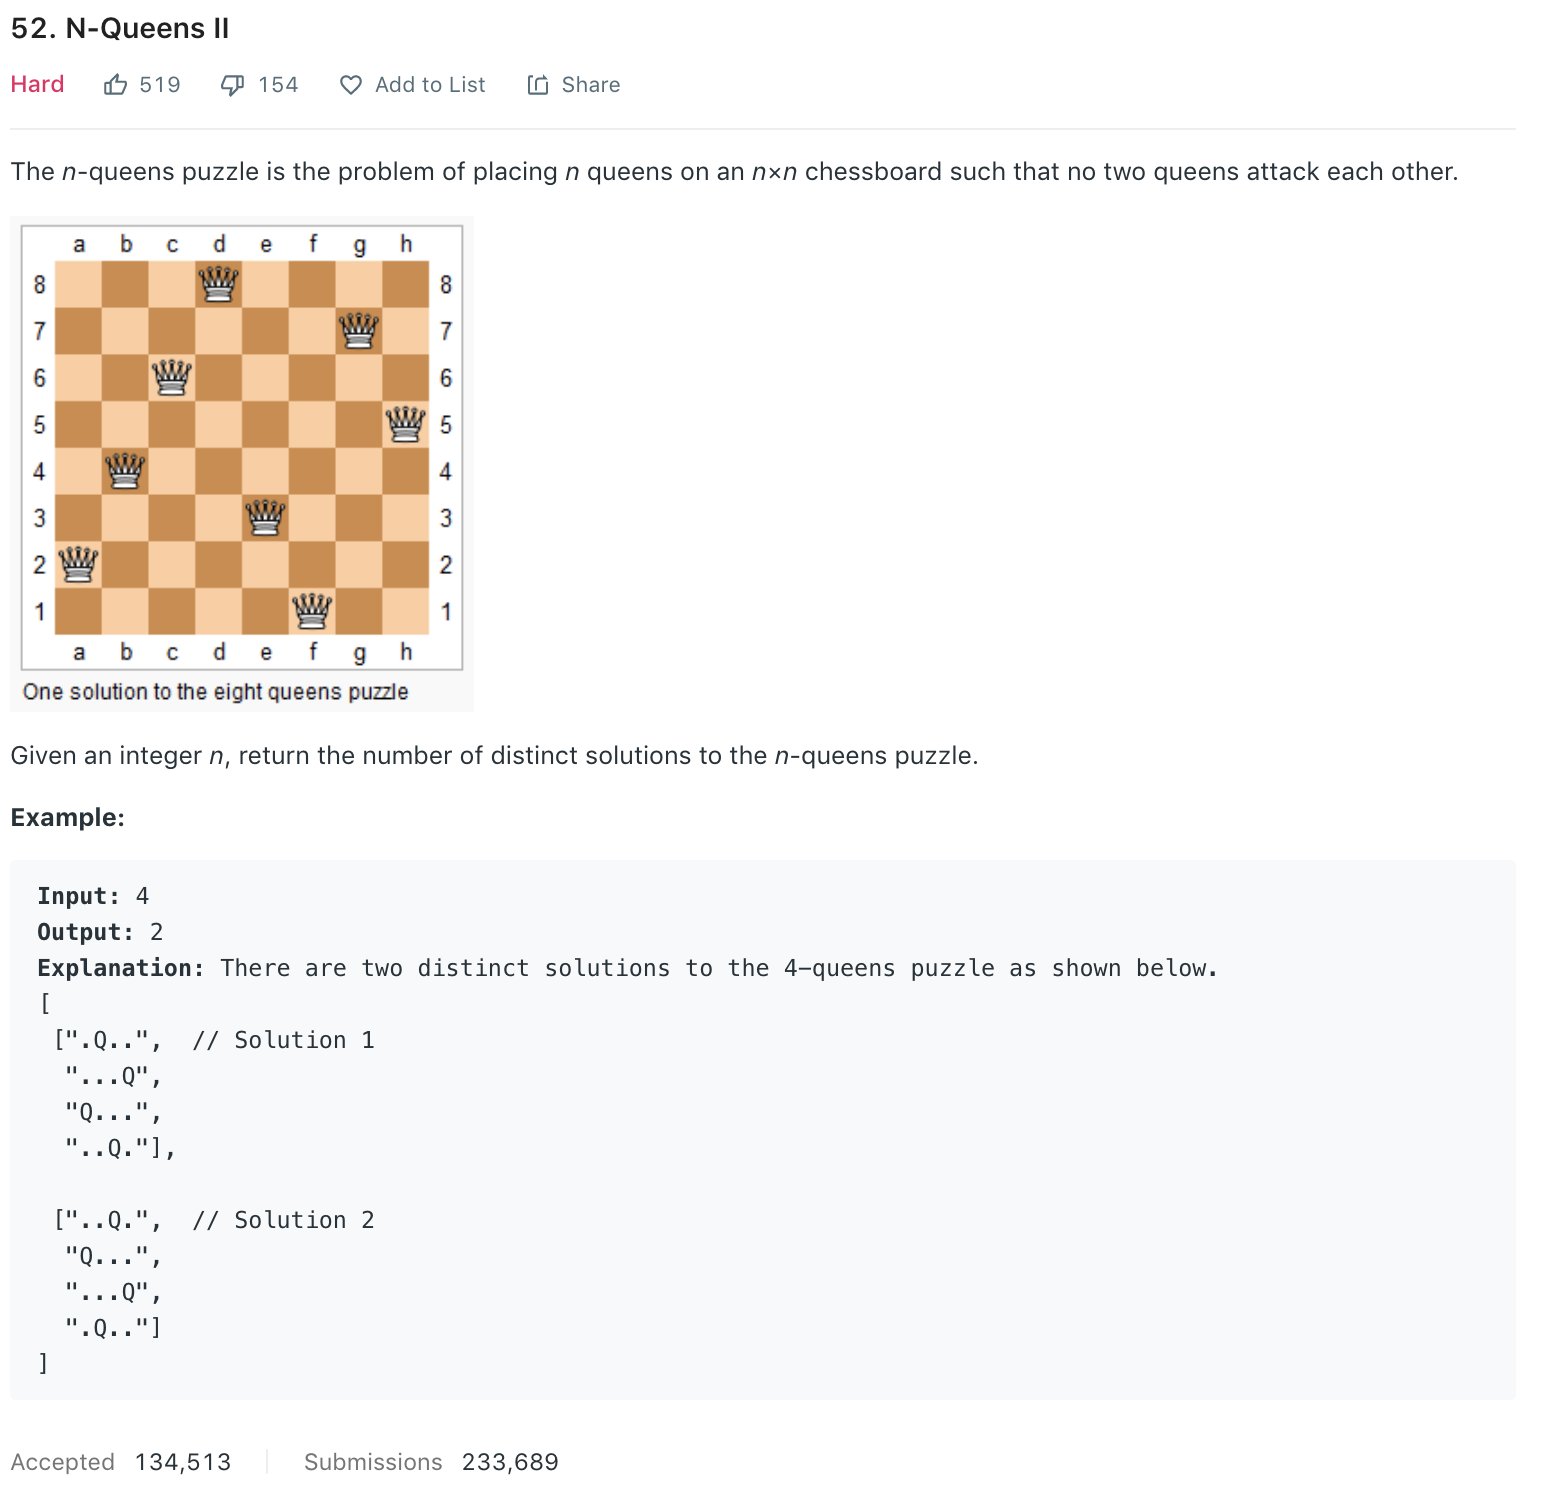 52. N-Queens II
Hard 519 154 Add to List Share
The n-queens puzzle is the problem of placing n queens on an n×n chessboard such that no two queens attack each other.
a b c d e f g h
8 8
7 7
6 6
5 5
4 4
3 3
2 2
1 1
a b c d e f g h
One solution to the eight queens puzzle
Given an integer n, return the number of distinct solutions to the n-queens puzzle.
Example:
Input: 4
Output: 2
Explanation: There are two distinct solutions to the 4-queens puzzle as shown below.
[
[".Q..", // Solution 1
"...Q",
"Q...",
"..Q."],
["..Q.", // Solution 2
"Q...",
"...Q",
".Q.."]
]
Accepted 134,513 Submissions 233,689